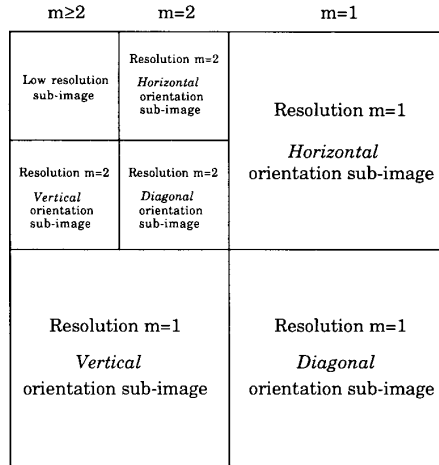 m≥2
m=2
m=1
Low resolution
sub-image
Resolution m=2
Horizontal
orientation
sub-image
Resolution m=1
Horizontal
orientation sub-image
Resolution m=2
Vertical
orientation
sub-image
Resolution m=2
Diagonal
orientation
sub-image
Resolution m=1
Vertical
orientation sub-image
Resolution m=1
Diagonal
orientation sub-image